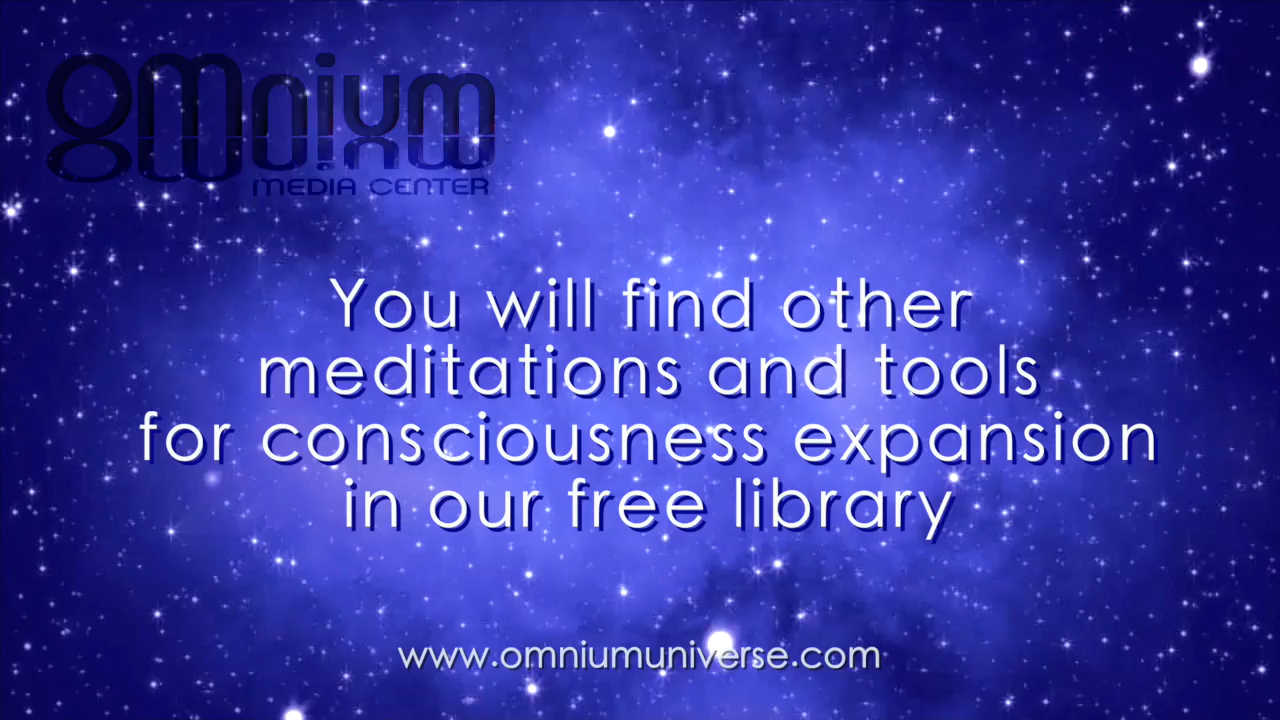 OMNIUM
MEDIA CENTER
You will find other
meditations and tools
for consciousness expansion
in our free library
www.omniumuniverse.com